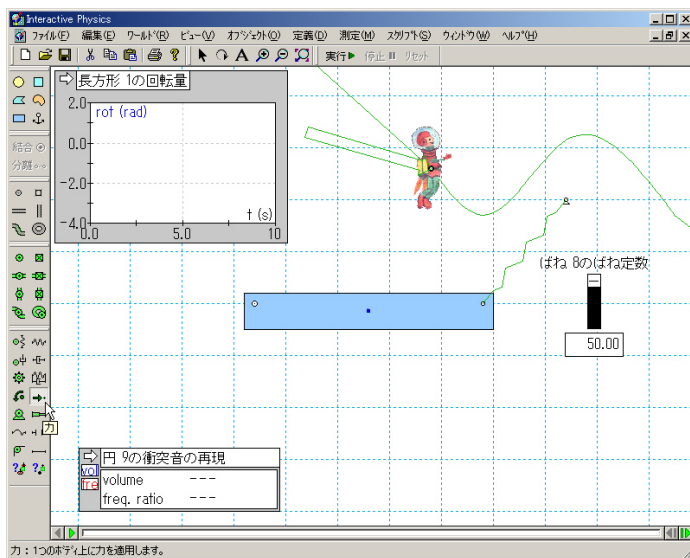 Interactive Physics
ファイル(F) 編集(E) ワールド(R) ビュー(V) オブジェクト(O) 定義(D) 測定(M) スクリプト(S) ウィンドウ(W) ヘルプ(H)
A 実行 停止 リセット
長方形 1の回転量
rot (rad)
2.0
0.0
-2.0
-4.0
t (s)
0.0 5.0 10
結合
分離
ばね 8のばね定数
50.00
力
円 9の衝突音の再現
vol
fre
volume ---
freq. ratio ---
力：1つのボディ上に力を適用します。